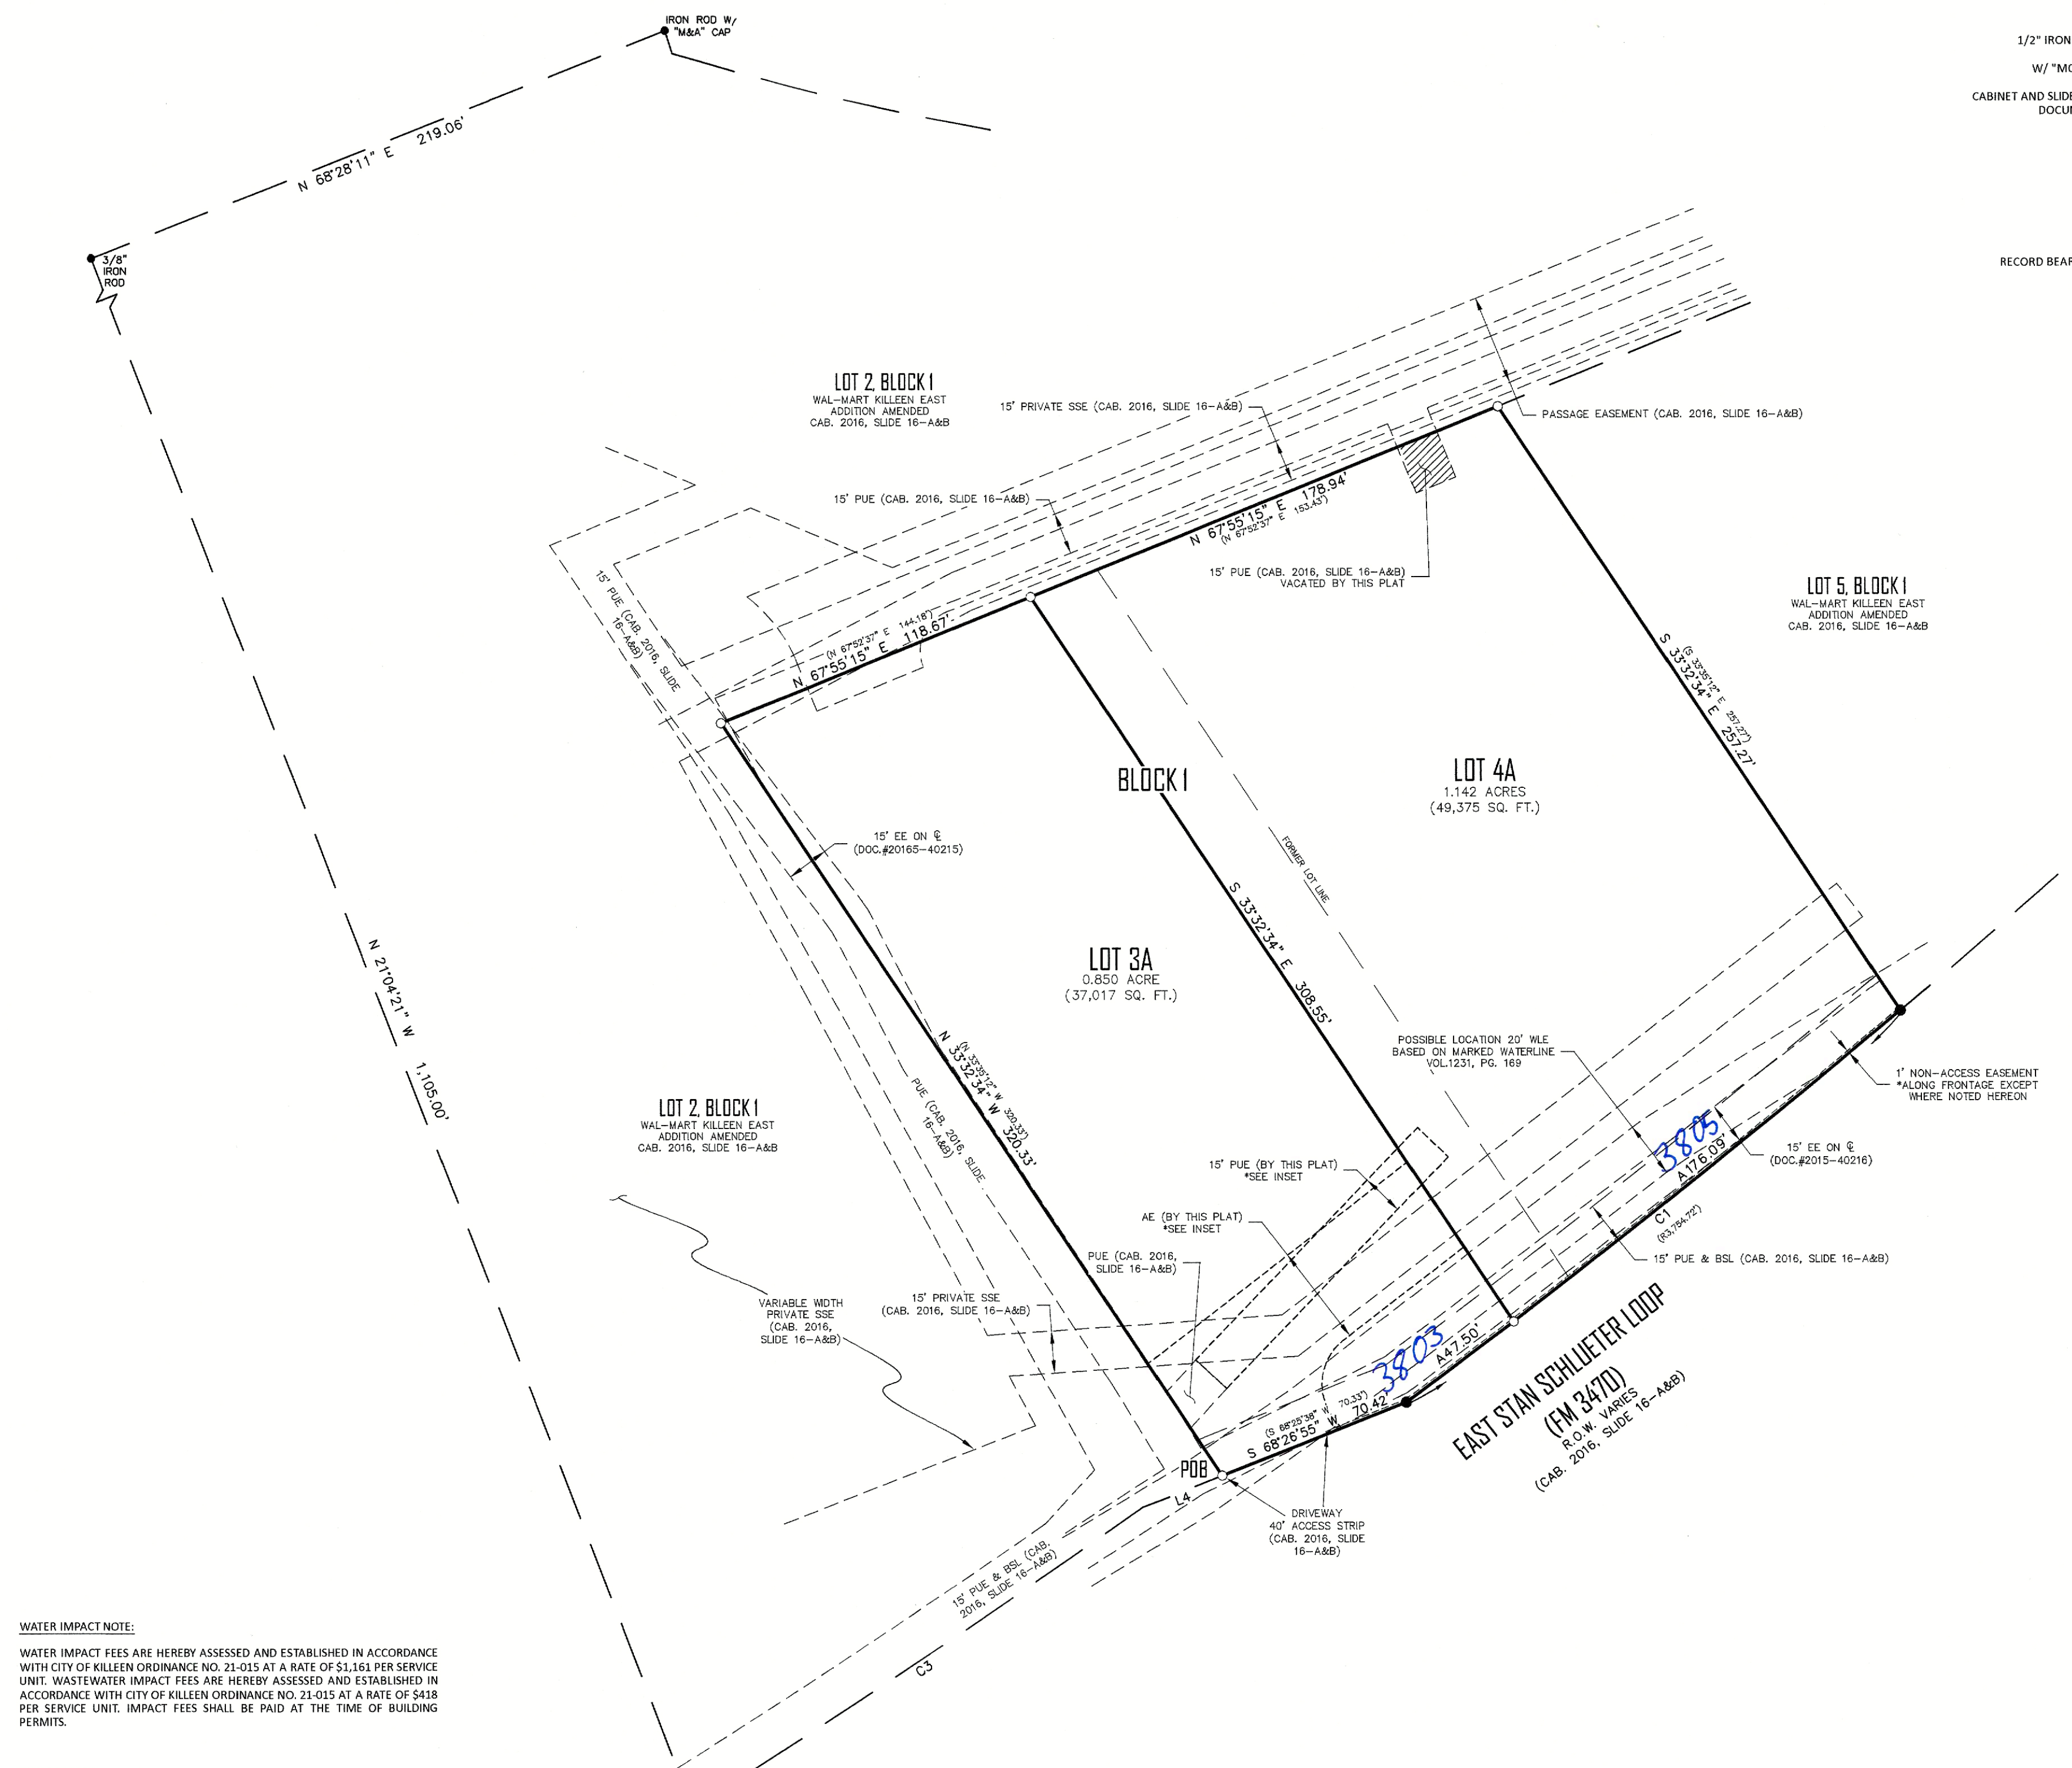 IRON ROD W/
"M&A" CAP
1/2" IRON
CABINET AND SLIDE
N 68°28'11" E 219.06'
3/8"
IRON
ROD
RECORD BEAR
LOT 2, BLOCK 1
WAL-MART KILLEEN EAST
ADDITION AMENDED
CAB. 2016, SLIDE 16-A&B
15' PRIVATE SSE (CAB. 2016, SLIDE 16-A&B)
PASSAGE EASEMENT (CAB. 2016, SLIDE 16-A&B)
15' PUE (CAB. 2016, SLIDE 16-A&B)
N 67°55'15" E 178.94'
(N 67°52'37" E 153.43')
15' PUE (CAB. 2016, SLIDE 16-A&B)
VACATED BY THIS PLAT
15' PUE (CAB. 2016, SLIDE
16-A&B)
(N 67°52'37" E 144.18')
N 67°55'15" E 118.67'
LOT 5, BLOCK 1
WAL-MART KILLEEN EAST
ADDITION AMENDED
CAB. 2016, SLIDE 16-A&B
(S 33°35'12" E 257.27')
S 33°32'34" E 257.27'
BLOCK 1
LOT 4A
1.142 ACRES
(49,375 SQ. FT.)
15' EE ON ℄
(DOC.#20165-40215)
FORMER LOT LINE
S 33°32'34" E 308.55'
LOT 3A
0.850 ACRE
(37,017 SQ. FT.)
N 21°04'21" W 1,105.00'
(N 33°35'12" W 320.33')
N 33°32'34" W 320.33'
PUE (CAB. 2016, SLIDE
16-A&B)
POSSIBLE LOCATION 20' WLE
BASED ON MARKED WATERLINE
VOL.1231, PG. 169
1' NON-ACCESS EASEMENT
*ALONG FRONTAGE EXCEPT
WHERE NOTED HEREON
LOT 2, BLOCK 1
WAL-MART KILLEEN EAST
ADDITION AMENDED
CAB. 2016, SLIDE 16-A&B
3805
A176.09'
C1
(R3,754.72')
15' EE ON ℄
(DOC.#2015-40216)
15' PUE (BY THIS PLAT)
*SEE INSET
AE (BY THIS PLAT)
*SEE INSET
PUE (CAB. 2016,
SLIDE 16-A&B)
15' PUE & BSL (CAB. 2016, SLIDE 16-A&B)
VARIABLE WIDTH
PRIVATE SSE
(CAB. 2016,
SLIDE 16-A&B)
15' PRIVATE SSE
(CAB. 2016, SLIDE 16-A&B)
3803
A47.50'
(S 68°25'38" W 70.33')
S 68°26'55" W 70.42'
EAST STAN SCHLUETER LOOP
(FM 3470)
R.O.W. VARIES
(CAB. 2016, SLIDE 16-A&B)
POB
L4
DRIVEWAY
40' ACCESS STRIP
(CAB. 2016, SLIDE
16-A&B)
15' PUE & BSL (CAB.
2016, SLIDE 16-A&B)
C3
WATER IMPACT NOTE:
WATER IMPACT FEES ARE HEREBY ASSESSED AND ESTABLISHED IN ACCORDANCE
WITH CITY OF KILLEEN ORDINANCE NO. 21-015 AT A RATE OF $1,161 PER SERVICE
UNIT. WASTEWATER IMPACT FEES ARE HEREBY ASSESSED AND ESTABLISHED IN
ACCORDANCE WITH CITY OF KILLEEN ORDINANCE NO. 21-015 AT A RATE OF $418
PER SERVICE UNIT. IMPACT FEES SHALL BE PAID AT THE TIME OF BUILDING
PERMITS.